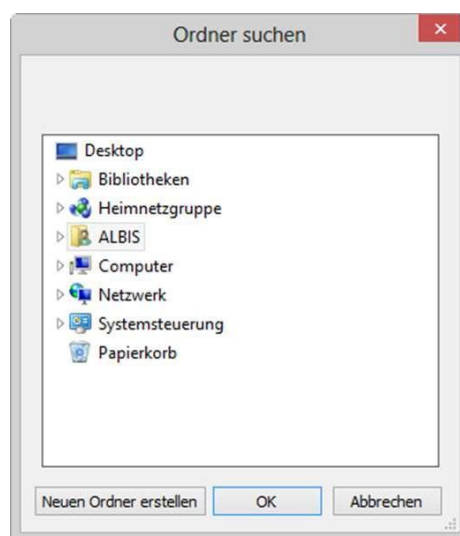 Ordner suchen
Desktop
Bibliotheken
Heimnetzgruppe
ALBIS
Computer
Netzwerk
Systemsteuerung
Papierkorb
Neuen Ordner erstellen OK Abbrechen